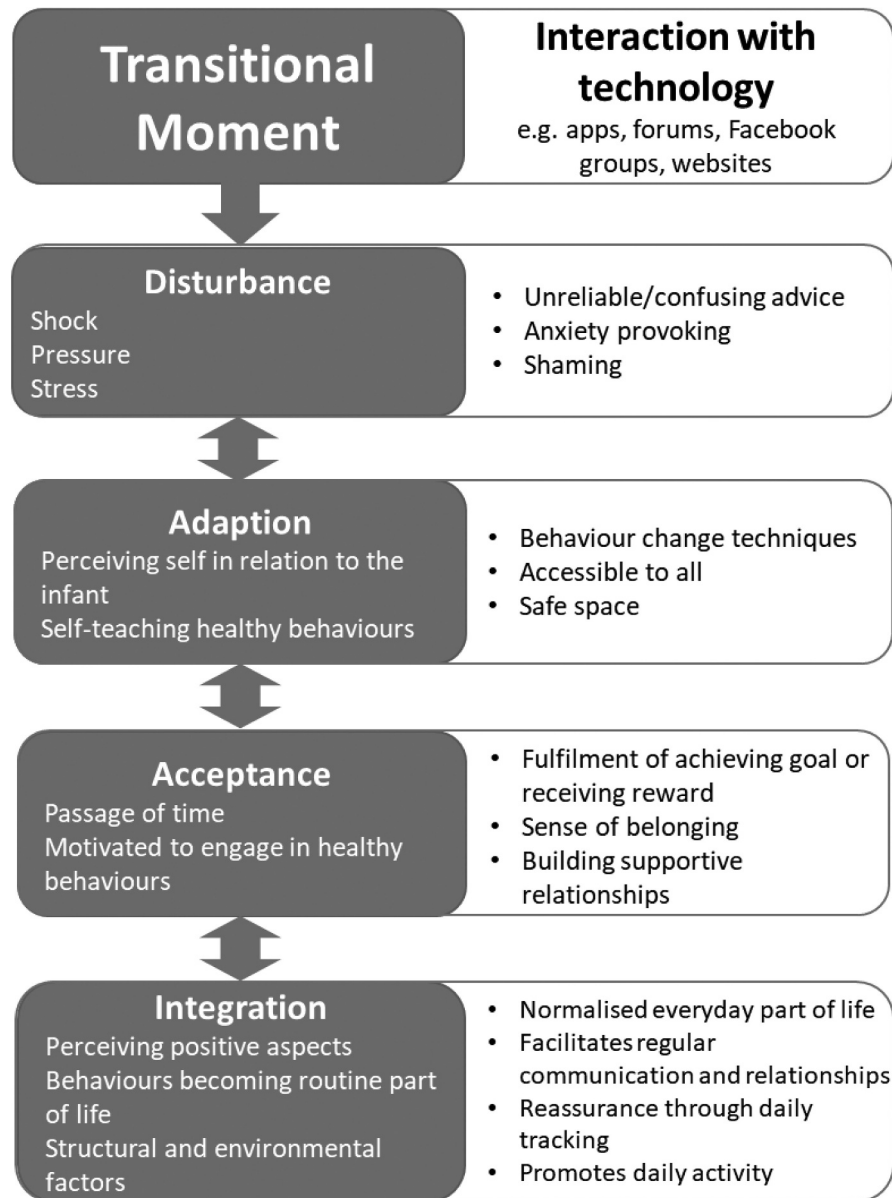 Transitional
Moment
Interaction with
technology
e.g. apps, forums, Facebook
groups, websites
Disturbance
Shock
Pressure
Stress
• Unreliable/confusing advice
• Anxiety provoking
• Shaming
Adaption
Perceiving self in relation to the
infant
Self-teaching healthy behaviours
• Behaviour change techniques
• Accessible to all
• Safe space
Acceptance
Passage of time
Motivated to engage in healthy
behaviours
• Fulfilment of achieving goal or
receiving reward
• Sense of belonging
• Building supportive
relationships
Integration
Perceiving positive aspects
Behaviours becoming routine part
of life
Structural and environmental
factors
• Normalised everyday part of life
• Facilitates regular
communication and relationships
• Reassurance through daily
tracking
• Promotes daily activity